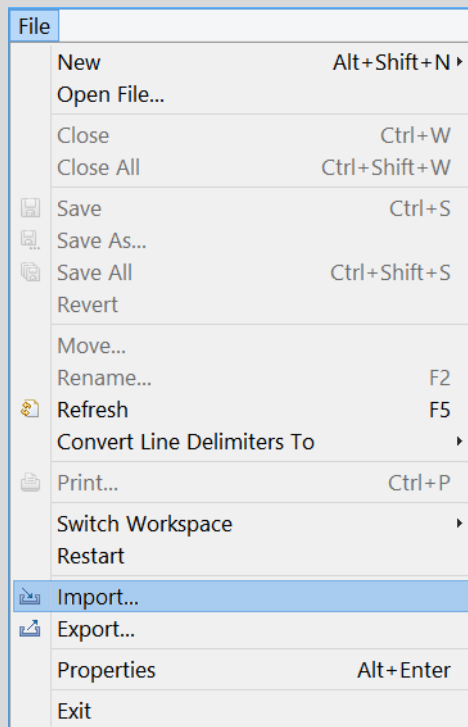 File
New Alt+Shift+N
Open File...
Close Ctrl+W
Close All Ctrl+Shift+W
Save Ctrl+S
Save As...
Save All Ctrl+Shift+S
Revert
Move...
Rename... F2
Refresh F5
Convert Line Delimiters To
Print... Ctrl+P
Switch Workspace
Restart
Import...
Export...
Properties Alt+Enter
Exit